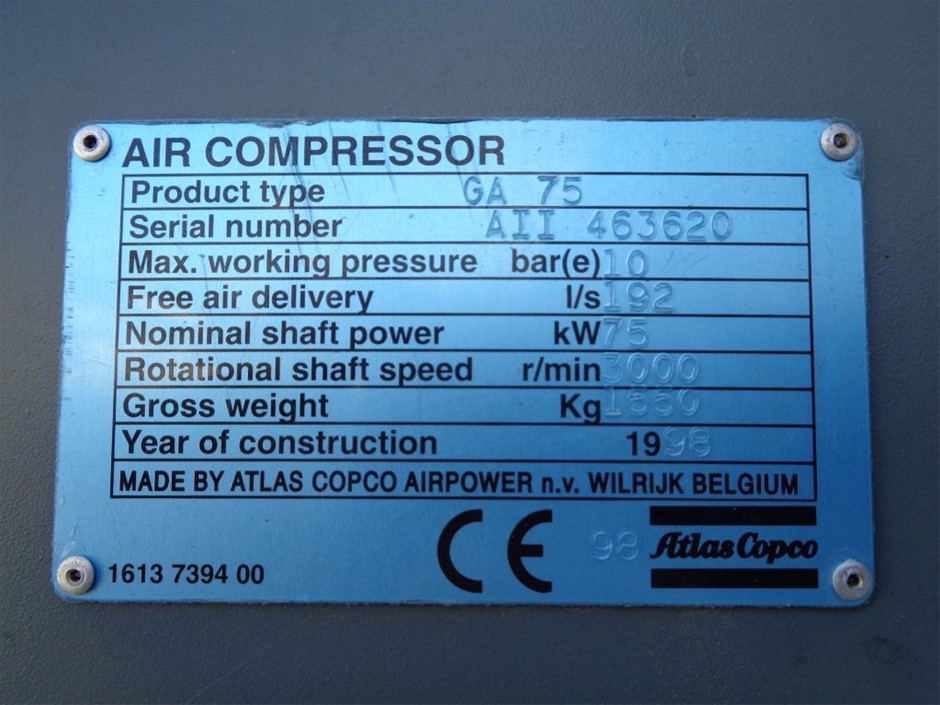 AIR COMPRESSOR
Product type GA 75
Serial number AII 463620
Max. working pressure bar(e) 10
Free air delivery l/s 192
Nominal shaft power kW 75
Rotational shaft speed r/min 3000
Gross weight Kg
Year of construction 1998
MADE BY ATLAS COPCO AIRPOWER n.v. WILRIJK BELGIUM
CE 98 Atlas Copco
1613 7394 00